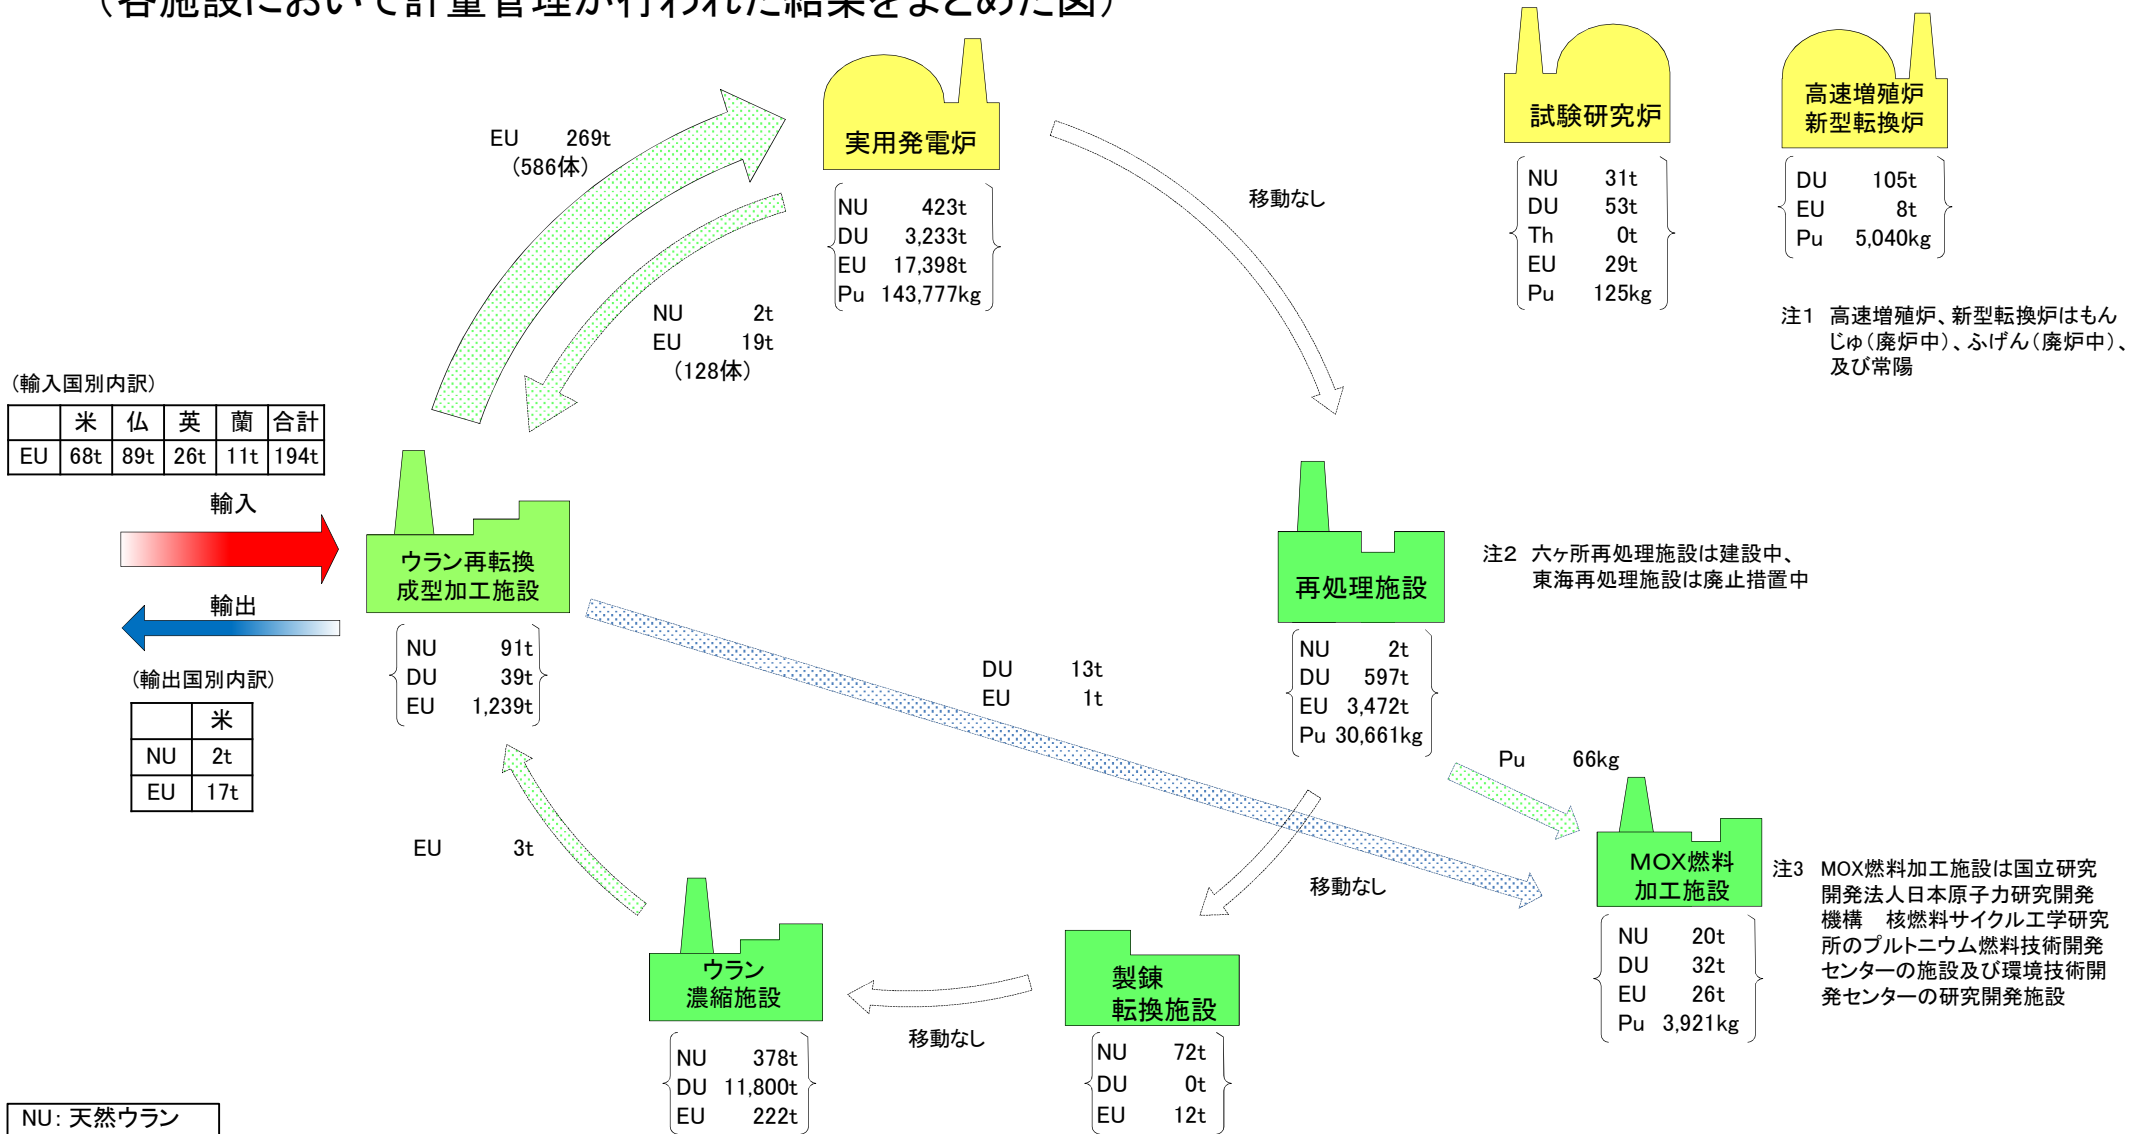 （各施設において計量管理が行われた結果をまとめた図）
EU 269t
（586体）
実用発電炉
NU 423t
DU 3,233t
EU 17,398t
Pu 143,777kg
NU 2t
EU 19t
（128体）
移動なし
試験研究炉
NU 31t
DU 53t
Th 0t
EU 29t
Pu 125kg
高速増殖炉
新型転換炉
DU 105t
EU 8t
Pu 5,040kg
注1 高速増殖炉、新型転換炉はもん
じゅ（廃炉中）、ふげん（廃炉中）、
及び常陽
（輸入国別内訳）
米 仏 英 蘭 合計
EU 68t 89t 26t 11t 194t
輸入
輸出
（輸出国別内訳）
米
NU 2t
EU 17t
ウラン再転換
成型加工施設
NU 91t
DU 39t
EU 1,239t
DU 13t
EU 1t
再処理施設
NU 2t
DU 597t
EU 3,472t
Pu 30,661kg
注2 六ヶ所再処理施設は建設中、
東海再処理施設は廃止措置中
Pu 66kg
移動なし
MOX燃料
加工施設
NU 20t
DU 32t
EU 26t
Pu 3,921kg
注3 MOX燃料加工施設は国立研究
開発法人日本原子力研究開発
機構 核燃料サイクル工学研究
所のプルトニウム燃料技術開発
センターの施設及び環境技術開
発センターの研究開発施設
EU 3t
ウラン
濃縮施設
NU 378t
DU 11,800t
EU 222t
移動なし
製錬
転換施設
NU 72t
DU 0t
EU 12t
NU：天然ウラン